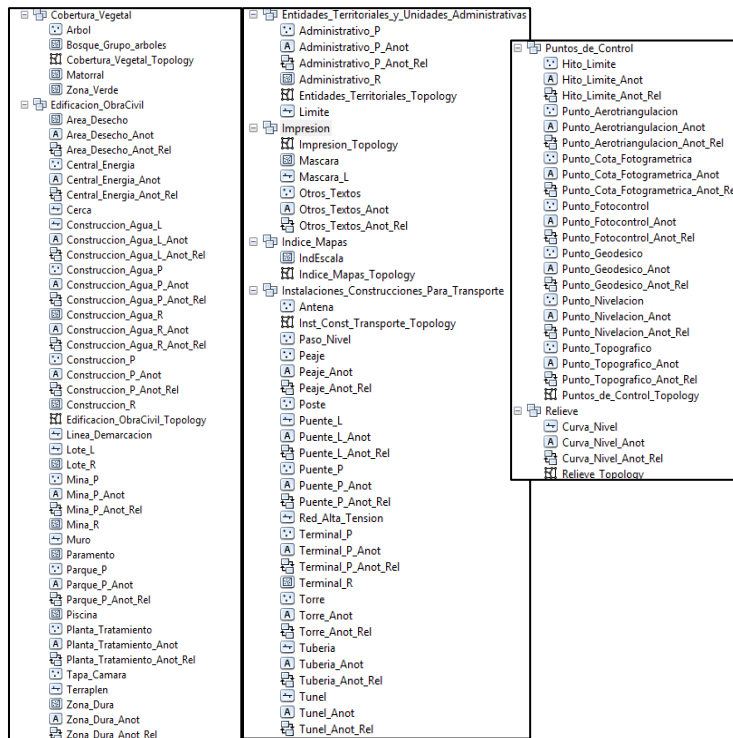 Cobertura_Vegetal
Arbol
Bosque_Grupo_arboles
Cobertura_Vegetal_Topology
Matorral
Zona_Verde
Edificacion_ObraCivil
Area_Desecho
Area_Desecho_Anot
Area_Desecho_Anot_Rel
Central_Energia
Central_Energia_Anot
Central_Energia_Anot_Rel
Cerca
Construccion_Agua_L
Construccion_Agua_L_Anot
Construccion_Agua_L_Anot_Rel
Construccion_Agua_P
Construccion_Agua_P_Anot
Construccion_Agua_P_Anot_Rel
Construccion_Agua_R
Construccion_Agua_R_Anot
Construccion_Agua_R_Anot_Rel
Construccion_P
Construccion_P_Anot
Construccion_P_Anot_Rel
Construccion_R
Edificacion_ObraCivil_Topology
Linea_Demarcacion
Lote_L
Lote_R
Mina_P
Mina_P_Anot
Mina_P_Anot_Rel
Mina_R
Muro
Paramento
Parque_P
Parque_P_Anot
Parque_P_Anot_Rel
Piscina
Planta_Tratamiento
Planta_Tratamiento_Anot
Planta_Tratamiento_Anot_Rel
Tapa_Camara
Terraplen
Zona_Dura
Zona_Dura_Anot
Zona_Dura_Anot_Rel
Entidades_Territoriales_y_Unidades_Administrativas
Administrativo_P
Administrativo_P_Anot
Administrativo_P_Anot_Rel
Administrativo_R
Entidades_Territoriales_Topology
Limite
Impresion
Impresion_Topology
Mascara
Mascara_L
Otros_Textos
Otros_Textos_Anot
Otros_Textos_Anot_Rel
Indice_Mapas
IndEscala
Indice_Mapas_Topology
Instalaciones_Construcciones_Para_Transporte
Antena
Inst_Const_Transporte_Topology
Paso_Nivel
Peaje
Peaje_Anot
Peaje_Anot_Rel
Poste
Puente_L
Puente_L_Anot
Puente_L_Anot_Rel
Puente_P
Puente_P_Anot
Puente_P_Anot_Rel
Red_Alta_Tension
Terminal_P
Terminal_P_Anot
Terminal_P_Anot_Rel
Terminal_R
Torre
Torre_Anot
Torre_Anot_Rel
Tuberia
Tuberia_Anot
Tuberia_Anot_Rel
Tunel
Tunel_Anot
Tunel_Anot_Rel
Puntos_de_Control
Hito_Limite
Hito_Limite_Anot
Hito_Limite_Anot_Rel
Punto_Aerotriangulacion
Punto_Aerotriangulacion_Anot
Punto_Aerotriangulacion_Anot_Rel
Punto_Cota_Fotogrametrica
Punto_Cota_Fotogrametrica_Anot
Punto_Cota_Fotogrametrica_Anot_Re
Punto_Fotocontrol
Punto_Fotocontrol_Anot
Punto_Fotocontrol_Anot_Rel
Punto_Geodesico
Punto_Geodesico_Anot
Punto_Geodesico_Anot_Rel
Punto_Nivelacion
Punto_Nivelacion_Anot
Punto_Nivelacion_Anot_Rel
Punto_Topografico
Punto_Topografico_Anot
Punto_Topografico_Anot_Rel
Puntos_de_Control_Topology
Relieve
Curva_Nivel
Curva_Nivel_Anot
Curva_Nivel_Anot_Rel
Relieve_Topology